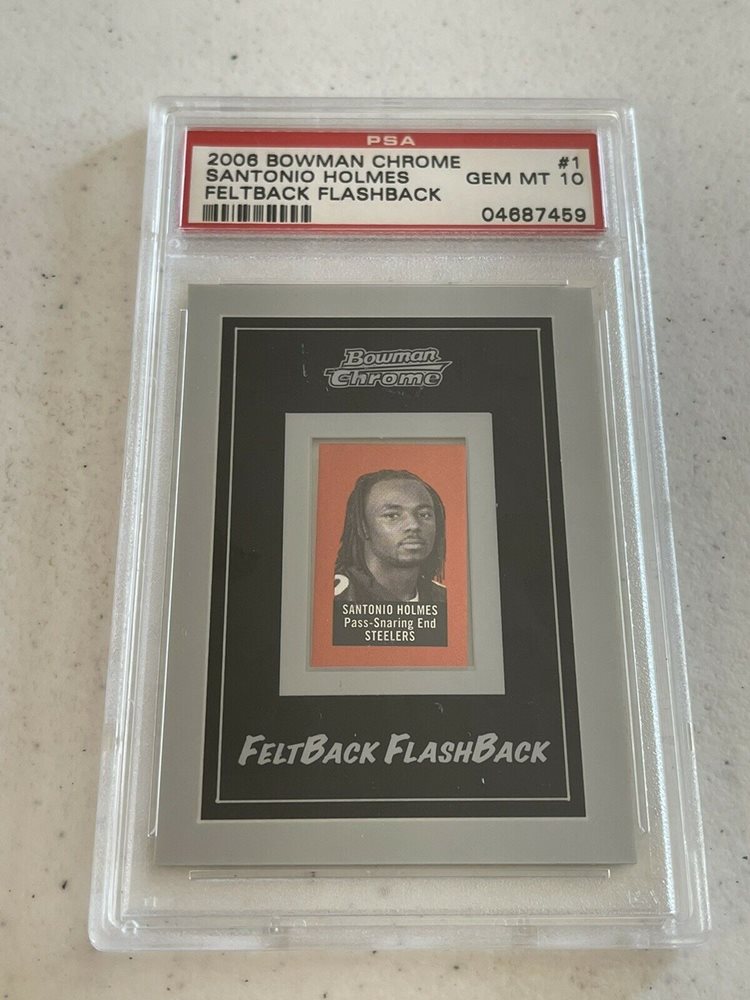 PSA
2006 BOWMAN CHROME #1
SANTONIO HOLMES GEM MT 10
FELTBACK FLASHBACK
04687459
Bowman
Chrome
SANTONIO HOLMES
Pass-Snaring End
STEELERS
FELTBACK FLASHBACK